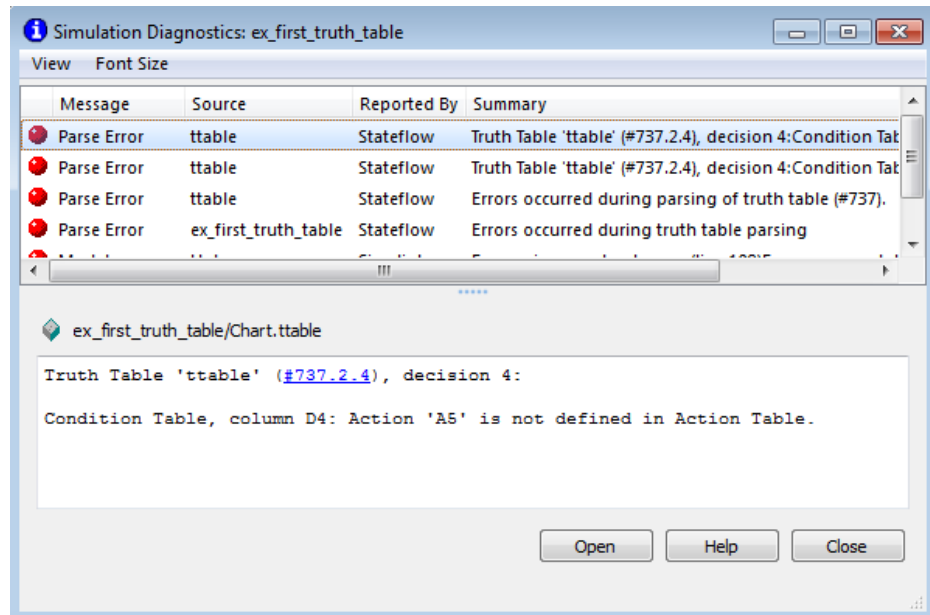 Simulation Diagnostics: ex_first_truth_table
View Font Size
Message Source Reported By Summary
Parse Error ttable Stateflow Truth Table 'ttable' (#737.2.4), decision 4:Condition Tab
Parse Error ttable Stateflow Truth Table 'ttable' (#737.2.4), decision 4:Condition Tab
Parse Error ttable Stateflow Errors occurred during parsing of truth table (#737).
Parse Error ex_first_truth_table Stateflow Errors occurred during truth table parsing
ex_first_truth_table/Chart.ttable
Truth Table 'ttable' (#737.2.4), decision 4:
Condition Table, column D4: Action 'A5' is not defined in Action Table.
Open Help Close